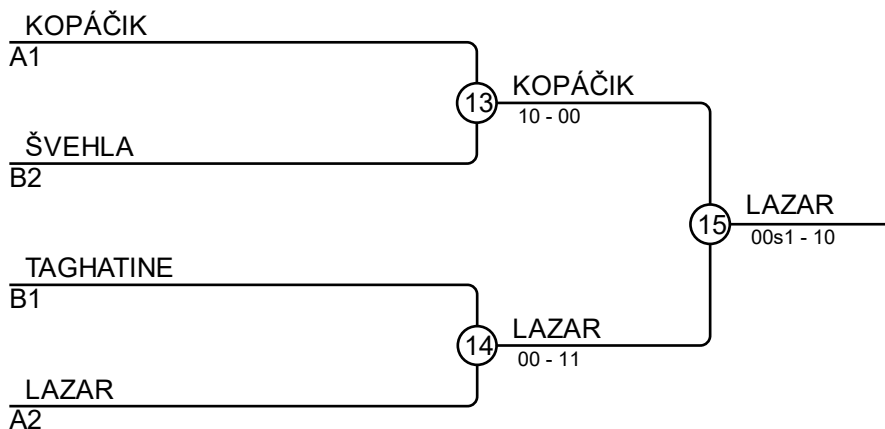 KOPÁČIK
A1
13
KOPÁČIK
10 - 00
ŠVEHLA
B2
15
LAZAR
00s1 - 10
TAGHATINE
B1
14
LAZAR
00 - 11
LAZAR
A2